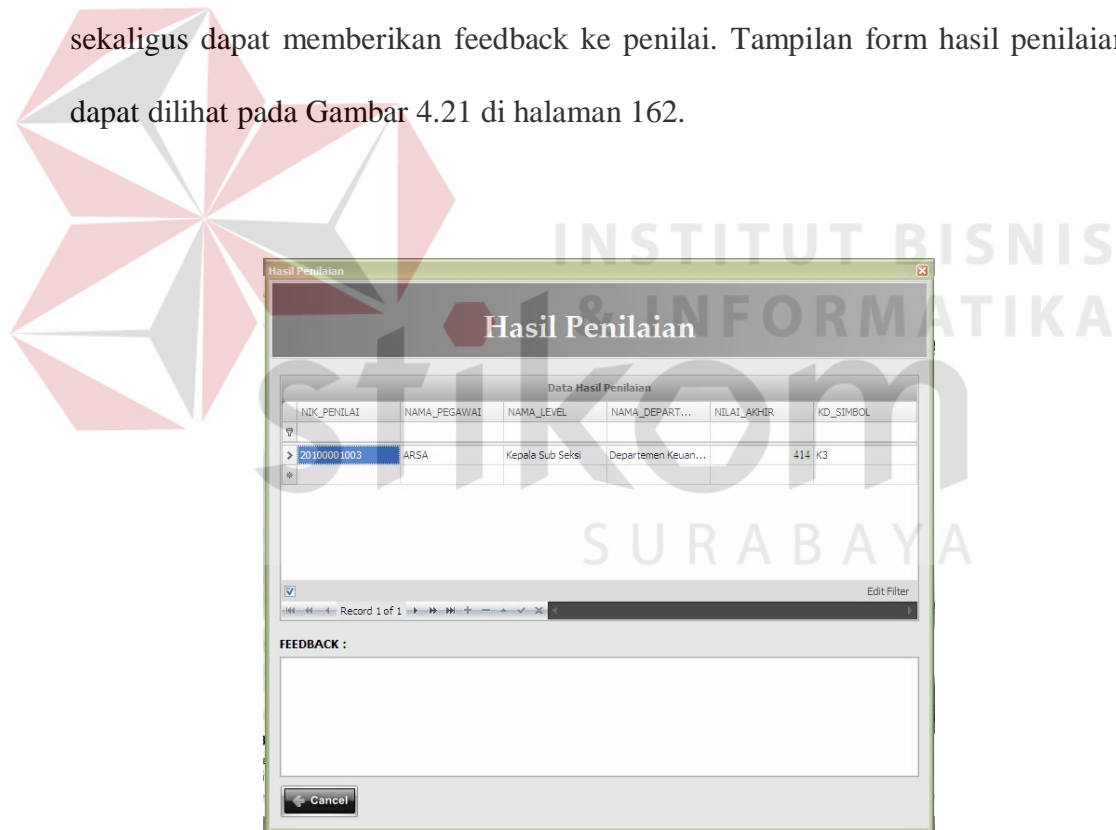 sekaligus dapat memberikan feedback ke penilai. Tampilan form hasil penilaian
dapat dilihat pada Gambar 4.21 di halaman 162.
INSTITUT BISNIS
& INFORMATIKA
stikom
SURABAYA
Hasil Penilaian
Hasil Penilaian
Data Hasil Penilaian
NIK_PENILAI NAMA_PEGAWAI NAMA_LEVEL NAMA_DEPART... NILAI_AKHIR KD_SIMBOL
20100001003 ARSA Kepala Sub Seksi Departemen Keuan... 414 K3
Edit Filter
Record 1 of 1
FEEDBACK :
Cancel